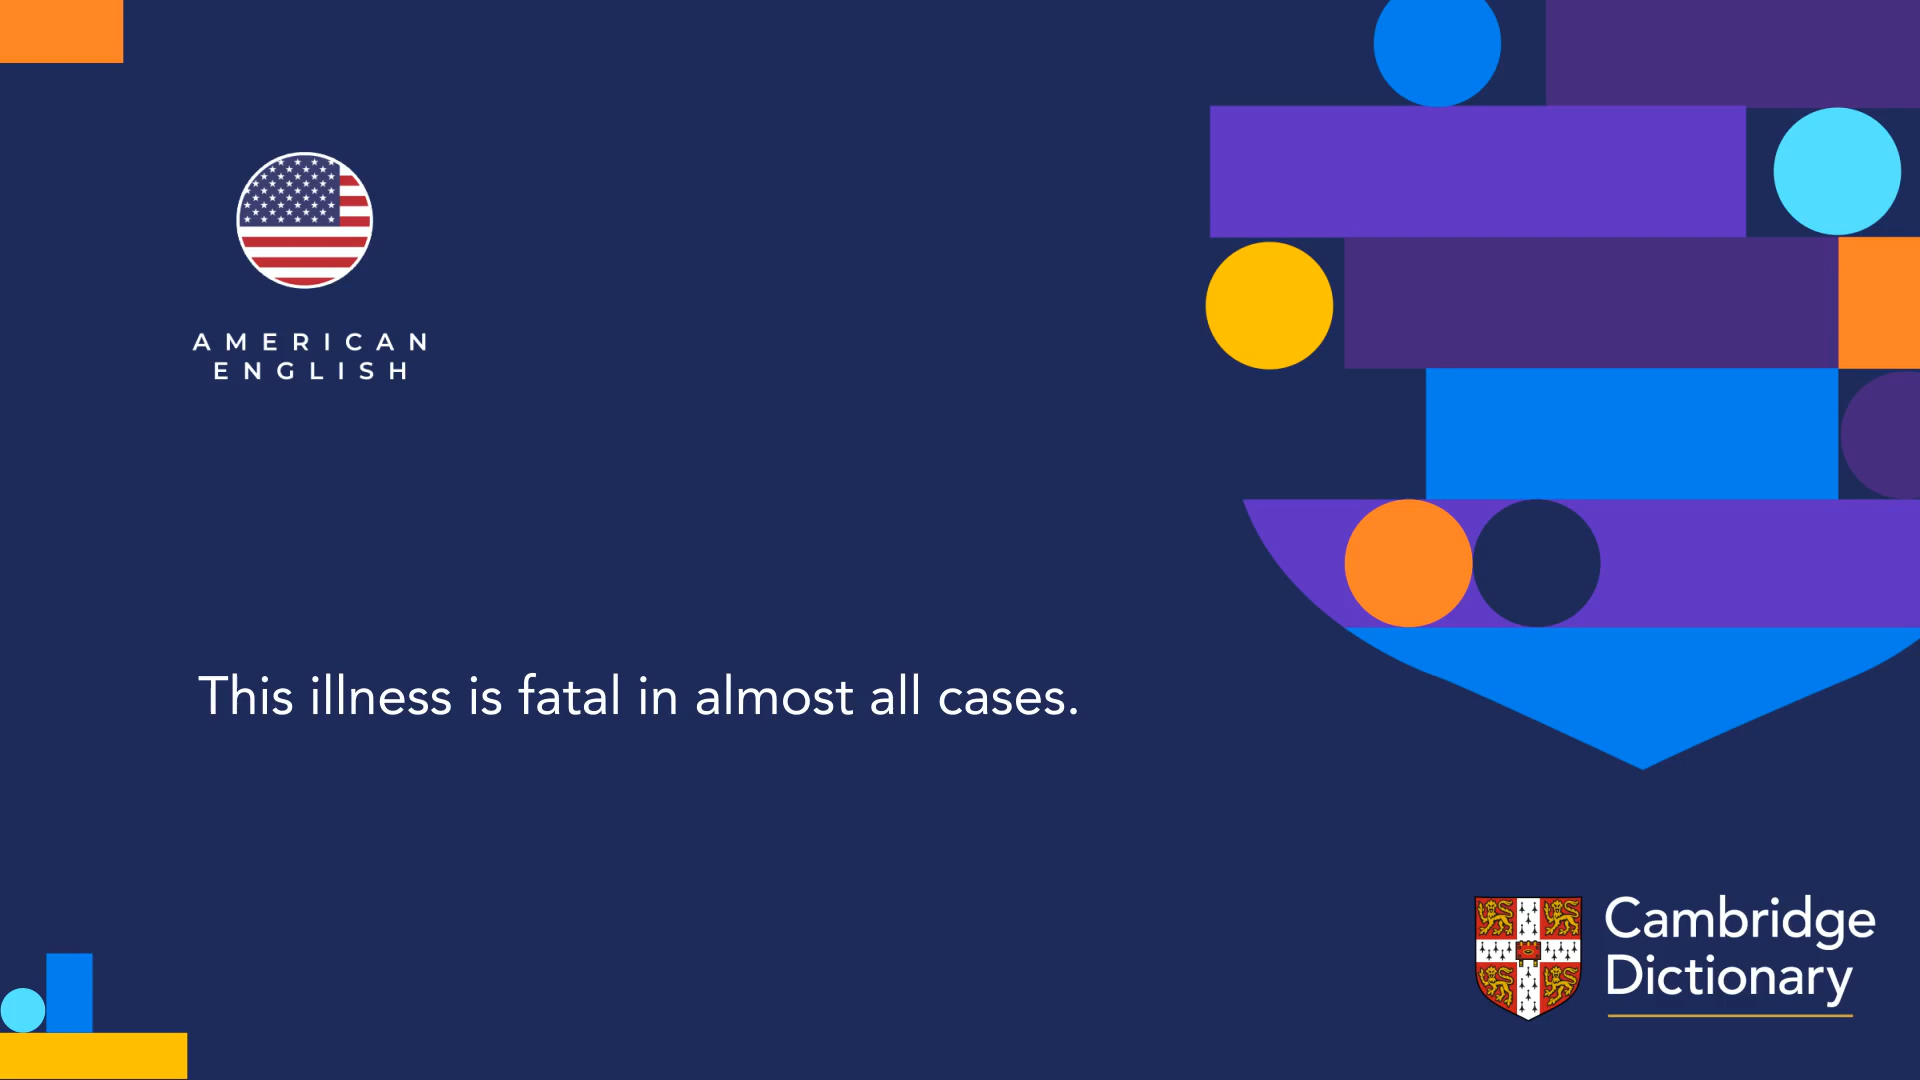 AMERICAN
ENGLISH
This illness is fatal in almost all cases.
Cambridge
Dictionary